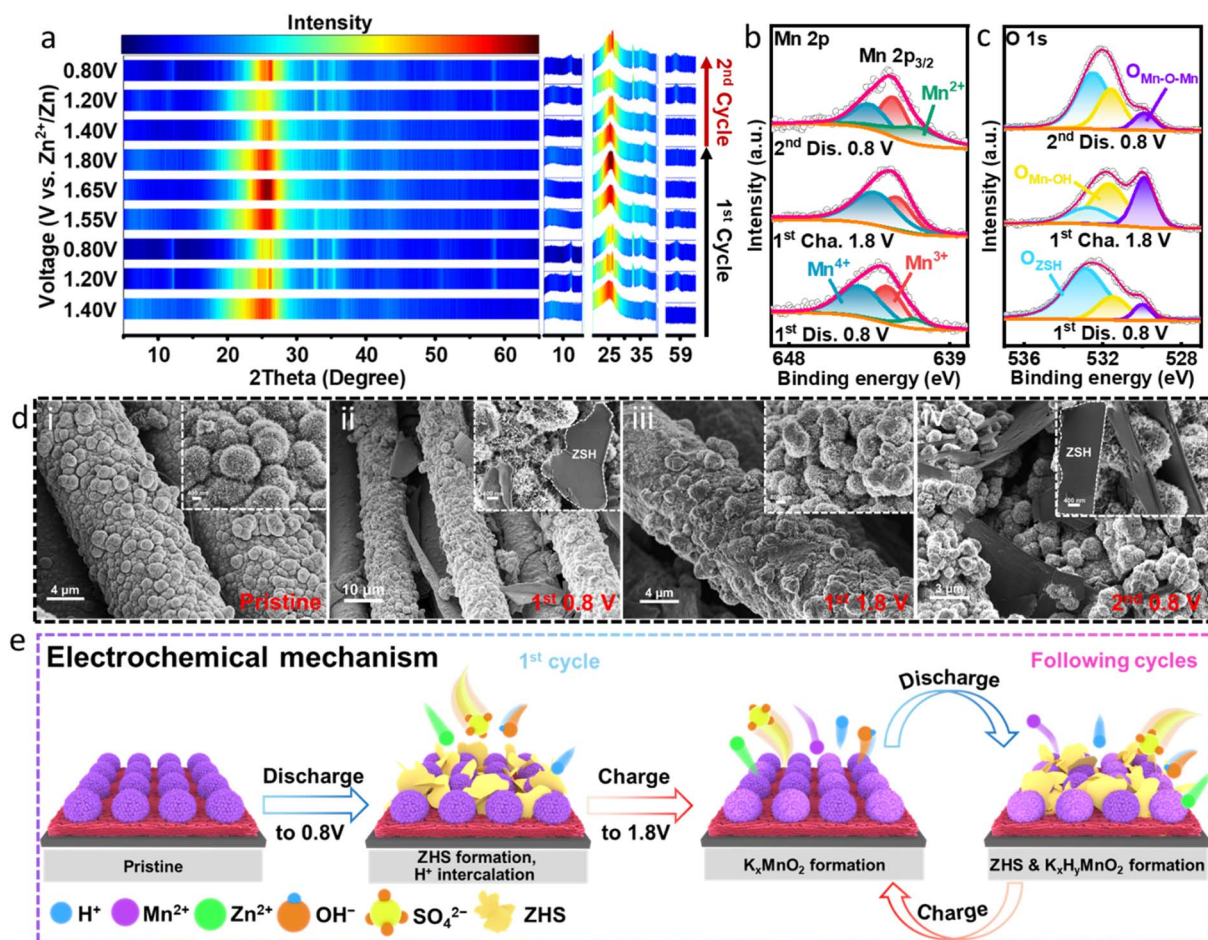 a
Intensity
Voltage (V vs. Zn²⁺/Zn)
0.80V
1.20V
1.40V
1.80V
1.65V
1.55V
0.80V
1.20V
1.40V
2nd Cycle
1st Cycle
10 20 30 40 50 60
10
25 35
59
2Theta (Degree)
b
Mn 2p
Mn 2p3/2
Mn²⁺
2nd Dis. 0.8 V
1st Cha. 1.8 V
Mn⁴⁺
Mn³⁺
1st Dis. 0.8 V
Intensity (a.u.)
648 639
Binding energy (eV)
c
O 1s
OMn-O-Mn
2nd Dis. 0.8 V
OMn-OH
1st Cha. 1.8 V
OZSH
1st Dis. 0.8 V
Intensity (a.u.)
536 532 528
Binding energy (eV)
d
i
400 nm
4 μm
Pristine
ii
ZSH
400 nm
10 μm
1st 0.8 V
iii
400 nm
4 μm
1st 1.8 V
iv
ZSH
400 nm
3 μm
2nd 0.8 V
e
Electrochemical mechanism
1st cycle
Following cycles
Discharge
to 0.8V
Charge
to 1.8V
Discharge
Charge
Pristine
ZHS formation,
H⁺ intercalation
KxMnO2 formation
ZHS & KxHyMnO2 formation
H⁺ Mn²⁺ Zn²⁺ OH⁻ SO4²⁻ ZHS